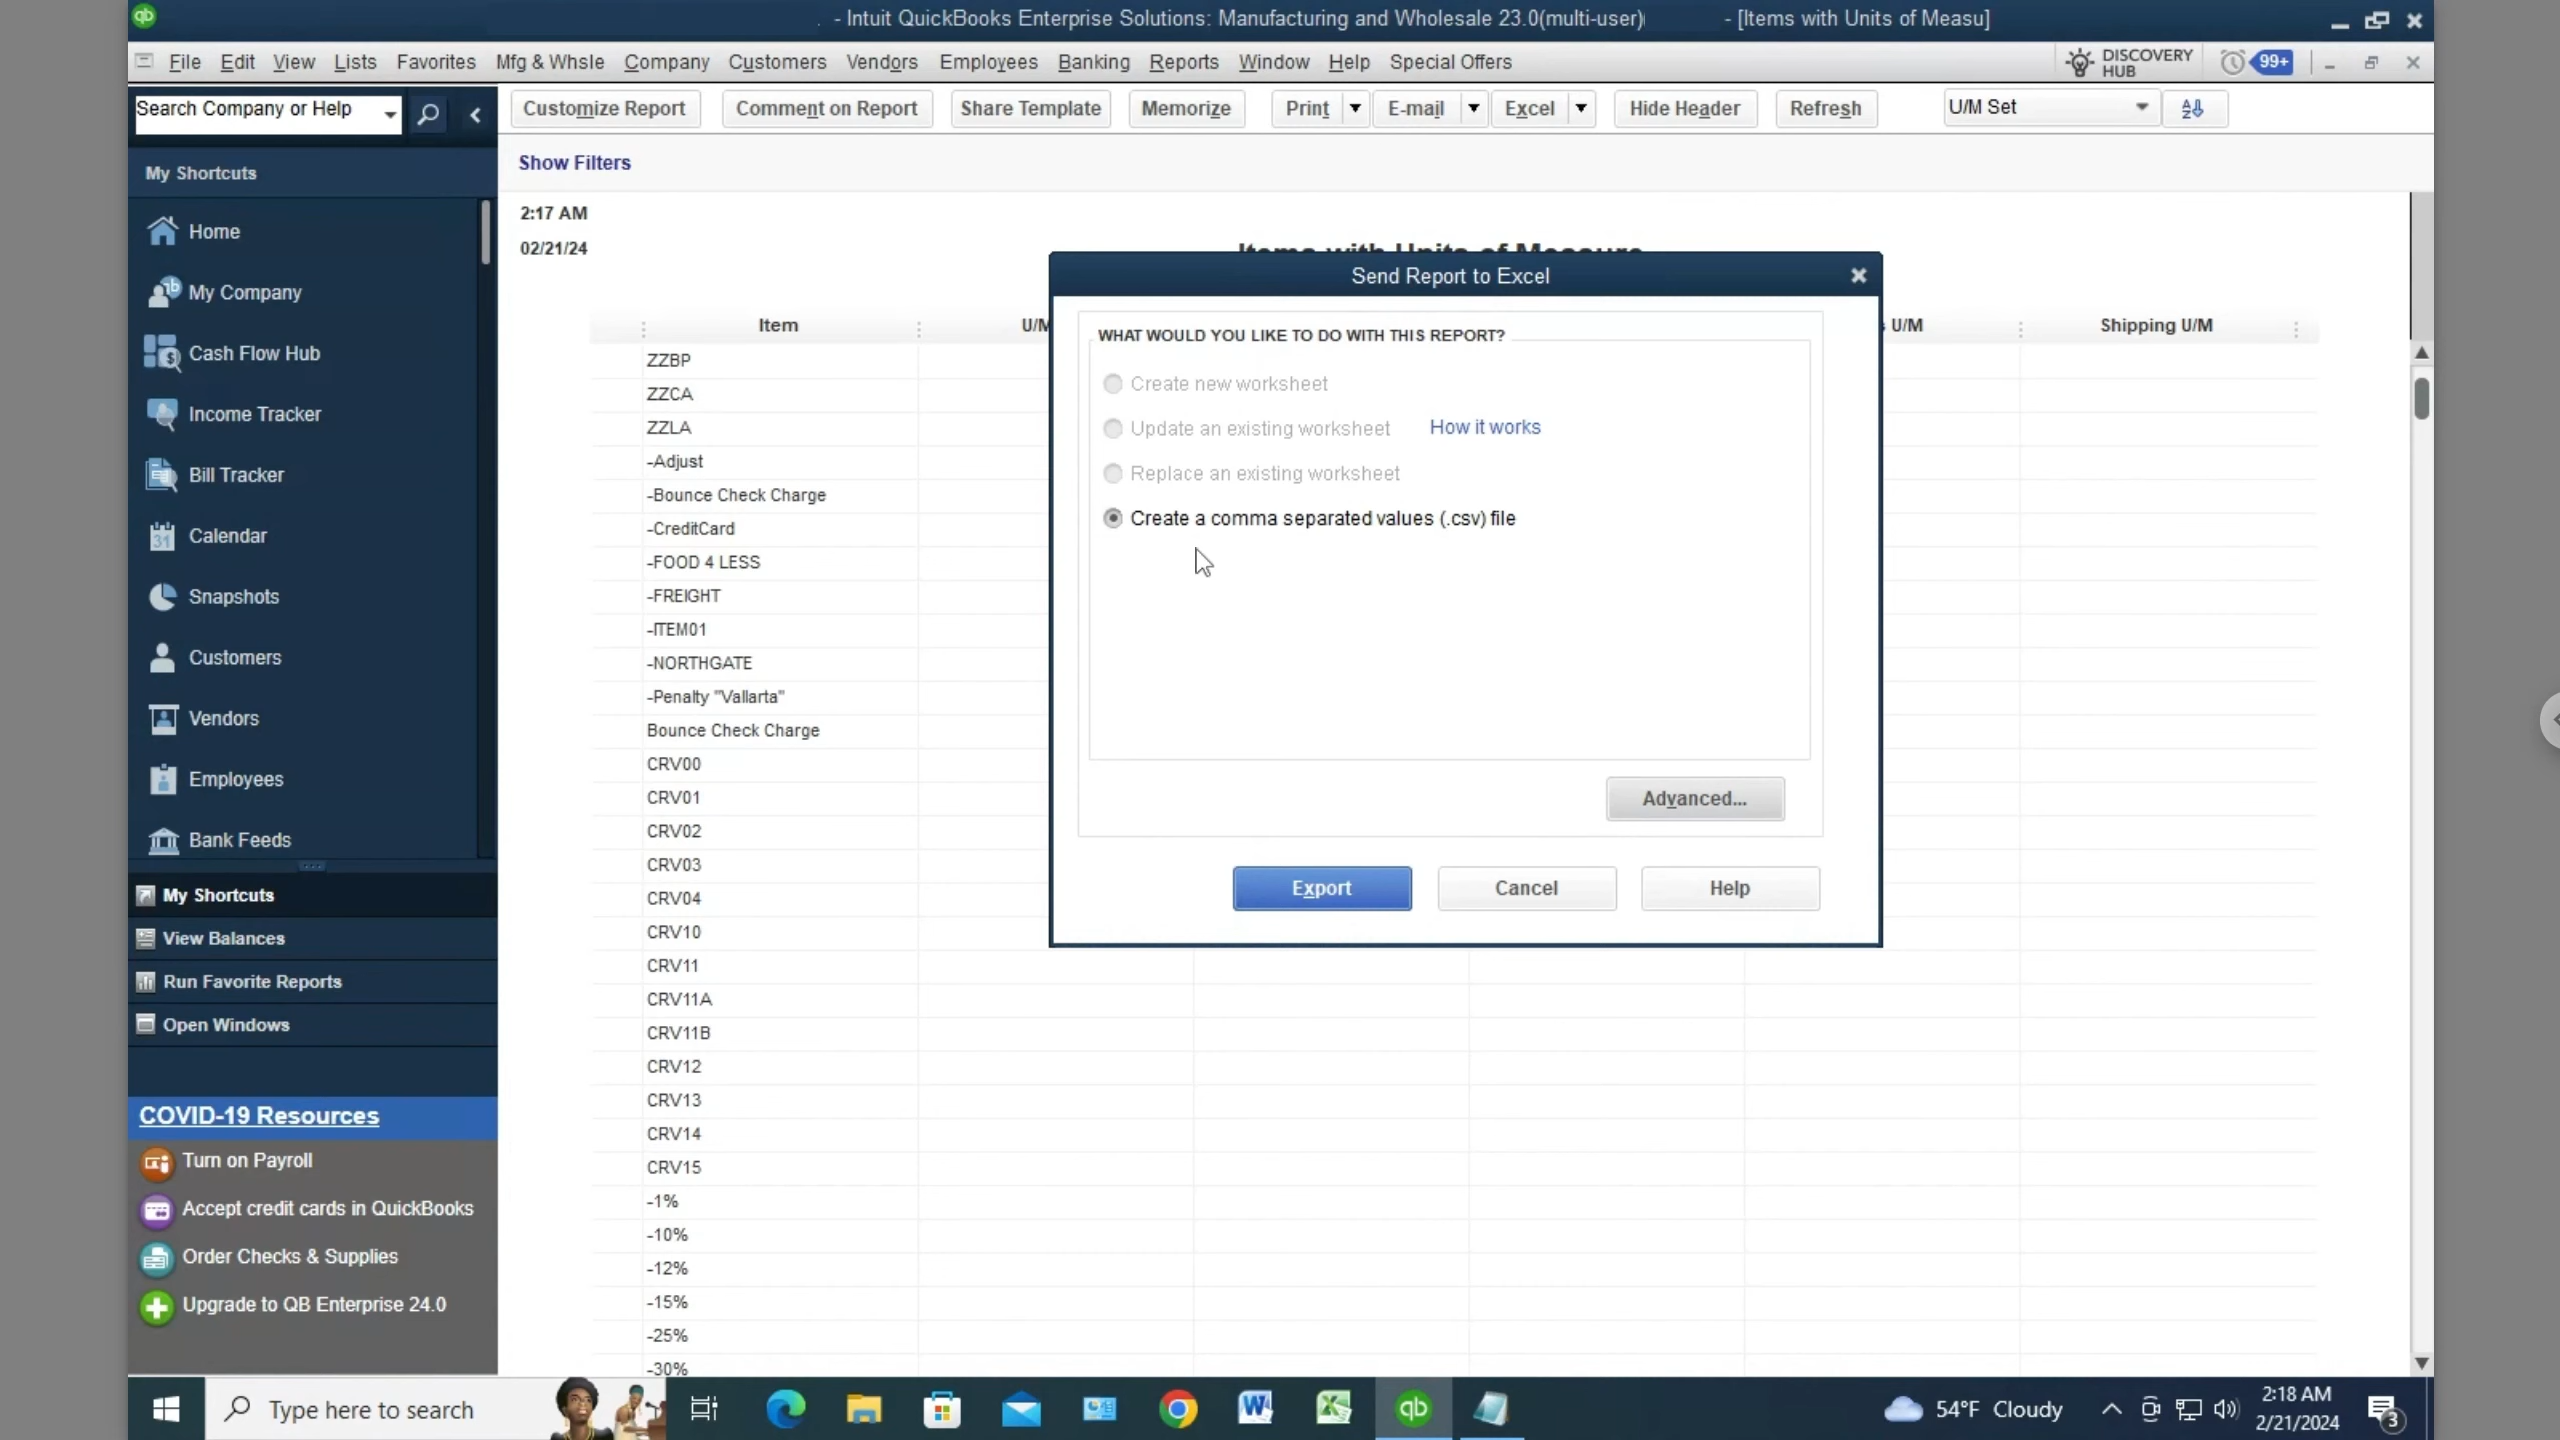 - Intuit QuickBooks Enterprise Solutions: Manufacturing and Wholesale 23.0(multi-user)
- [Items with Units of Measu]
File Edit View Lists Favorites Mfg & Whsle Company Customers Vendors Employees Banking Reports Window Help Special Offers
DISCOVERY HUB
99+
Search Company or Help
Customize Report
Comment on Report
Share Template
Memorize
Print
E-mail
Excel
Hide Header
Refresh
U/M Set
My Shortcuts
Home
My Company
Cash Flow Hub
Income Tracker
Bill Tracker
31
Calendar
Snapshots
Customers
Vendors
Employees
Bank Feeds
My Shortcuts
View Balances
Run Favorite Reports
Open Windows
COVID-19 Resources
Turn on Payroll
Accept credit cards in QuickBooks
Order Checks & Supplies
Upgrade to QB Enterprise 24.0
Show Filters
2:17 AM
02/21/24
Items with Units of Measure
Item
U/M
U/M
Shipping U/M
ZZBP
ZZCA
ZZLA
-Adjust
-Bounce Check Charge
-CreditCard
-FOOD 4 LESS
-FREIGHT
-ITEM01
-NORTHGATE
-Penalty "Vallarta"
Bounce Check Charge
CRV00
CRV01
CRV02
CRV03
CRV04
CRV10
CRV11
CRV11A
CRV11B
CRV12
CRV13
CRV14
CRV15
-1%
-10%
-12%
-15%
-25%
-30%
Send Report to Excel
WHAT WOULD YOU LIKE TO DO WITH THIS REPORT?
Create new worksheet
Update an existing worksheet How it works
Replace an existing worksheet
Create a comma separated values (.csv) file
Advanced...
Export
Cancel
Help
Type here to search
54°F Cloudy
2:18 AM
2/21/2024
3